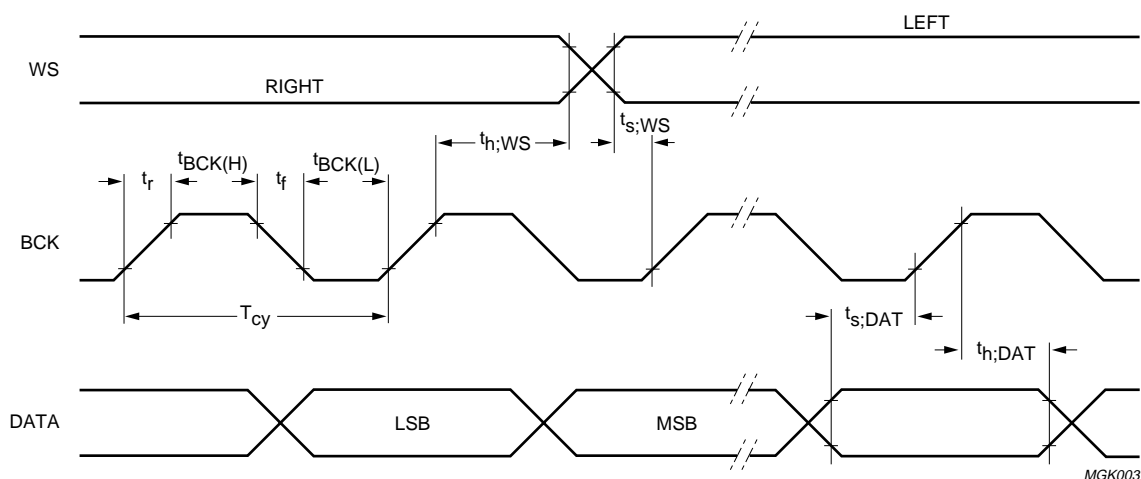 LEFT
WS
RIGHT
th;WS
ts;WS
tr
tBCK(H)
tf
tBCK(L)
BCK
Tcy
ts;DAT
th;DAT
DATA
LSB
MSB
MGK003